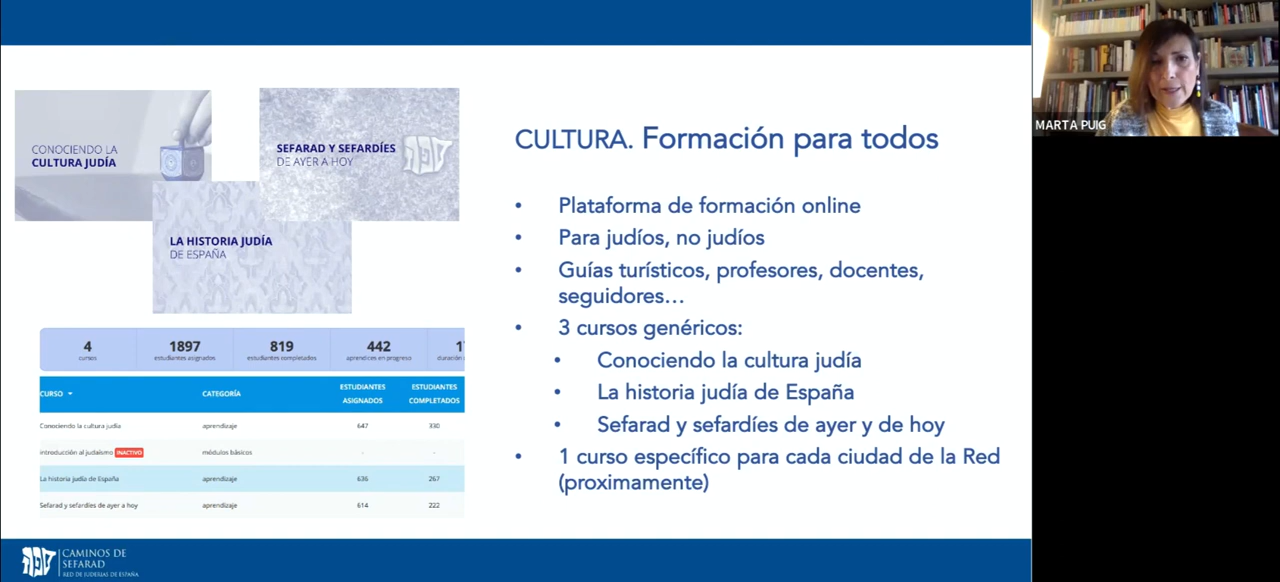 CONOCIENDO LA
CULTURA JUDÍA
SEFARAD Y SEFARDÍES
DE AYER A HOY
LA HISTORIA JUDÍA
DE ESPAÑA
4
cursos
1897
estudiantes asignados
819
estudiantes completados
442
aprendices en progreso
CURSO
CATEGORÍA
ESTUDIANTES
ASIGNADOS
ESTUDIANTES
COMPLETADOS
Conociendo la cultura judía aprendizaje 647 330
introducción al judaísmo INACTIVO módulos básicos - -
La historia judía de España aprendizaje 636 267
Sefarad y sefardíes de ayer a hoy aprendizaje 614 222
CULTURA. Formación para todos
• Plataforma de formación online
• Para judíos, no judíos
• Guías turísticos, profesores, docentes,
seguidores...
• 3 cursos genéricos:
• Conociendo la cultura judía
• La historia judía de España
• Sefarad y sefardíes de ayer y de hoy
• 1 curso específico para cada ciudad de la Red
(proximamente)
CAMINOS DE
SEFARAD
RED DE JUDERÍAS DE ESPAÑA
MARTA PUIG